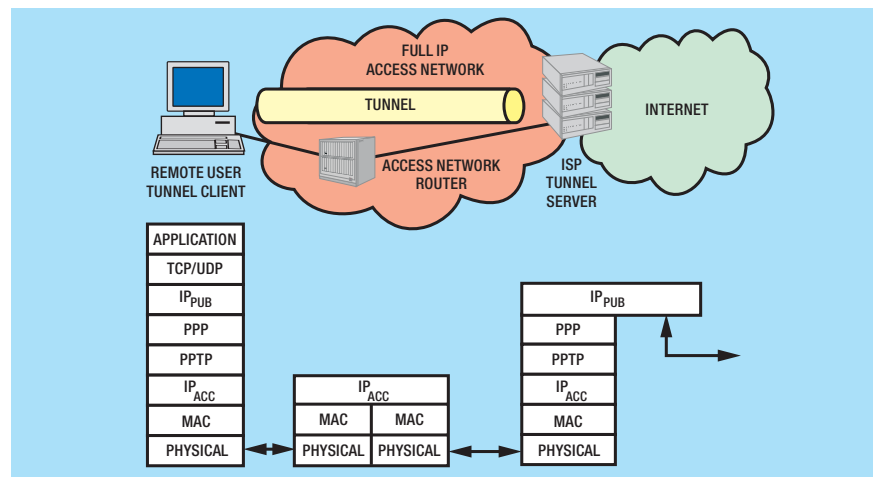 FULL IP
ACCESS NETWORK
TUNNEL
INTERNET
REMOTE USER
TUNNEL CLIENT
ACCESS NETWORK
ROUTER
ISP
TUNNEL
SERVER
APPLICATION
TCP/UDP
IPPUB
PPP
PPTP
IPACC
MAC
PHYSICAL
IPACC
MAC MAC
PHYSICAL PHYSICAL
IPPUB
PPP
PPTP
IPACC
MAC
PHYSICAL